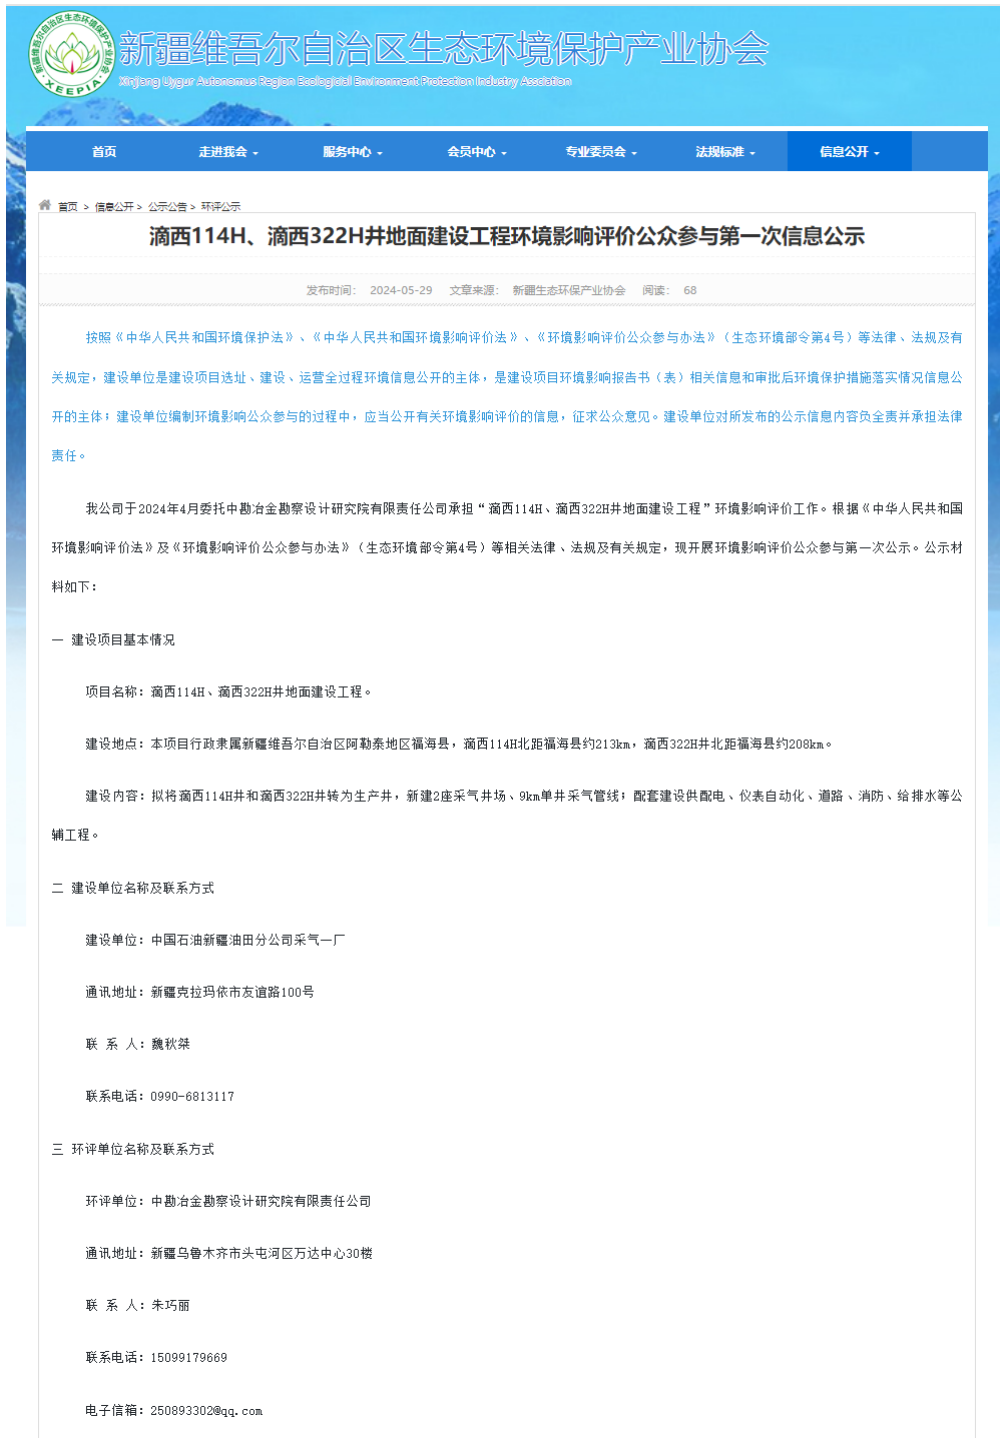 新疆维吾尔自治区生态环境保护产业协会
XEEPIA
新疆维吾尔自治区生态环境保护产业协会
Xinjiang Uygur Autonomous Region Ecological Environment Protection Industry Assciation
首页 走进我会 服务中心 会员中心 专业委员会 法规标准 信息公开
首页 > 信息公开 > 公示公告 > 环评公示
滴西114H、滴西322H井地面建设工程环境影响评价公众参与第一次信息公示
发布时间： 2024-05-29 文章来源： 新疆生态环保产业协会 阅读： 68
按照《中华人民共和国环境保护法》、《中华人民共和国环境影响评价法》、《环境影响评价公众参与办法》（生态环境部令第4号）等法律、法规及有
关规定，建设单位是建设项目选址、建设、运营全过程环境信息公开的主体，是建设项目环境影响报告书（表）相关信息和审批后环境保护措施落实情况信息公
开的主体；建设单位编制环境影响公众参与的过程中，应当公开有关环境影响评价的信息，征求公众意见。建设单位对所发布的公示信息内容负全责并承担法律
责任。
我公司于2024年4月委托中勘冶金勘察设计研究院有限责任公司承担“滴西114H、滴西322H井地面建设工程”环境影响评价工作。根据《中华人民共和国
环境影响评价法》及《环境影响评价公众参与办法》（生态环境部令第4号）等相关法律、法规及有关规定，现开展环境影响评价公众参与第一次公示。公示材
料如下：
一 建设项目基本情况
项目名称：滴西114H、滴西322H井地面建设工程。
建设地点：本项目行政隶属新疆维吾尔自治区阿勒泰地区福海县，滴西114H北距福海县约213km，滴西322H井北距福海县约208km。
建设内容：拟将滴西114H井和滴西322H井转为生产井，新建2座采气井场、9km单井采气管线；配套建设供配电、仪表自动化、道路、消防、给排水等公
辅工程。
二 建设单位名称及联系方式
建设单位：中国石油新疆油田分公司采气一厂
通讯地址：新疆克拉玛依市友谊路100号
联 系 人：魏秋桀
联系电话：0990-6813117
三 环评单位名称及联系方式
环评单位：中勘冶金勘察设计研究院有限责任公司
通讯地址：新疆乌鲁木齐市头屯河区万达中心30楼
联 系 人：朱巧丽
联系电话：15099179669
电子信箱：250893302@qq.com